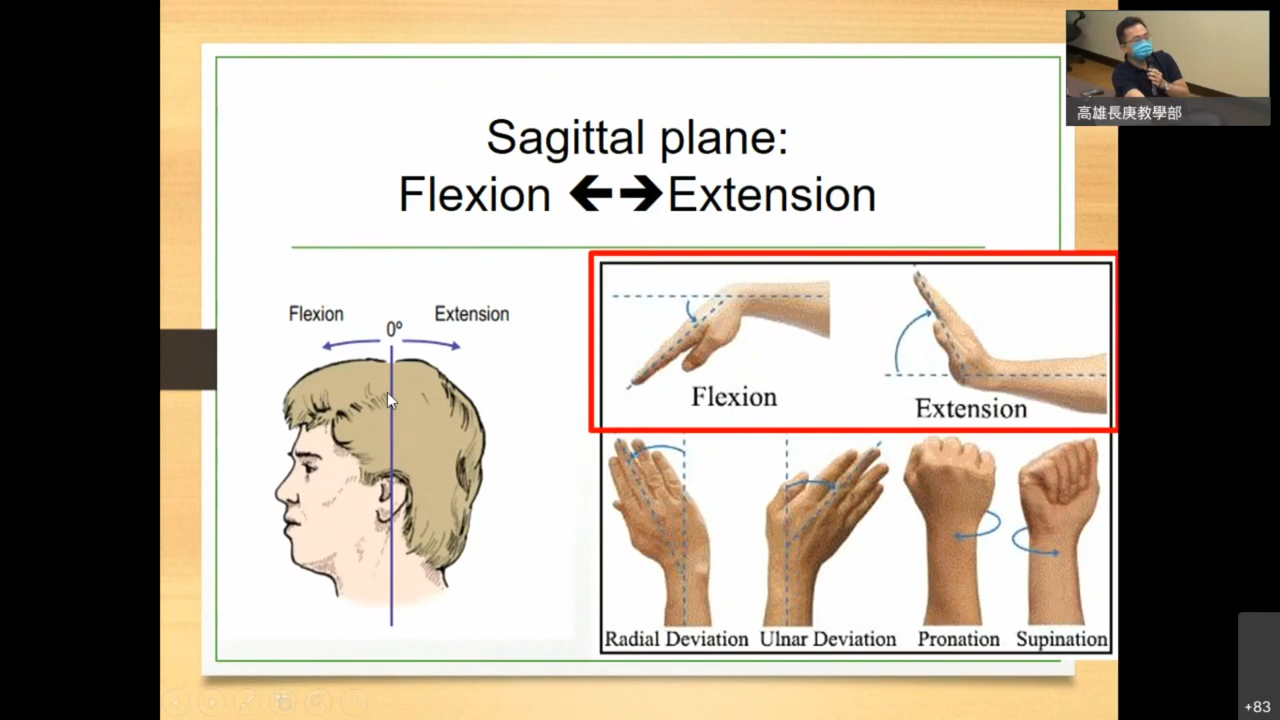 Sagittal plane:
Flexion 🡸🡺Extension
Flexion
0º
Extension
Flexion
Extension
Radial Deviation
Ulnar Deviation
Pronation
Supination
高雄長庚教學部
+83